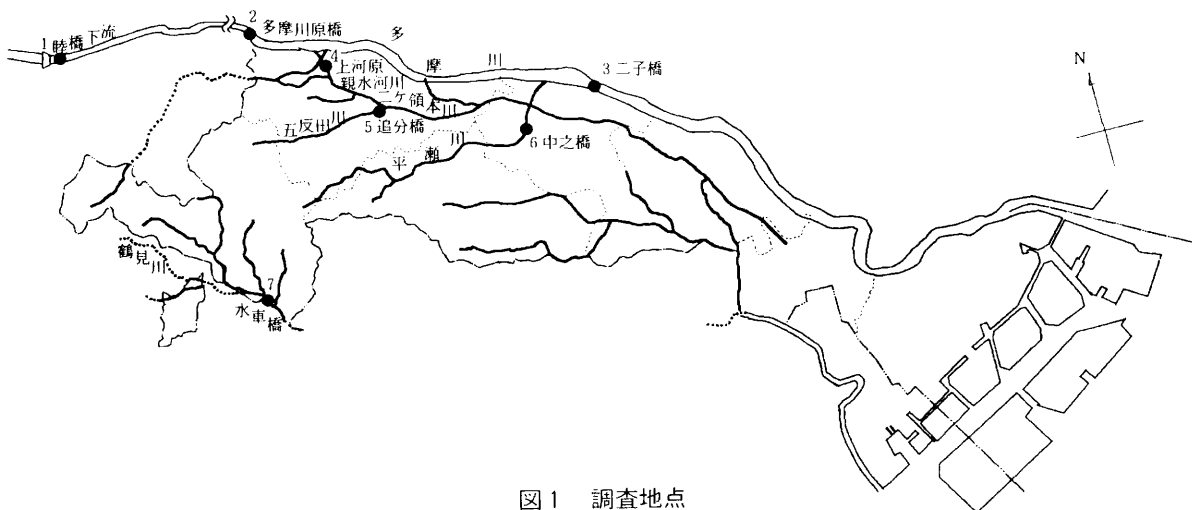 1 睦橋下流
2 多摩川原橋
多摩川
3 二子橋
4 上河原
親水河川
二ケ領本川
五反田川
5 追分橋
平瀬川
6 中之橋
N
鶴見川
7
水車橋
図1 調査地点